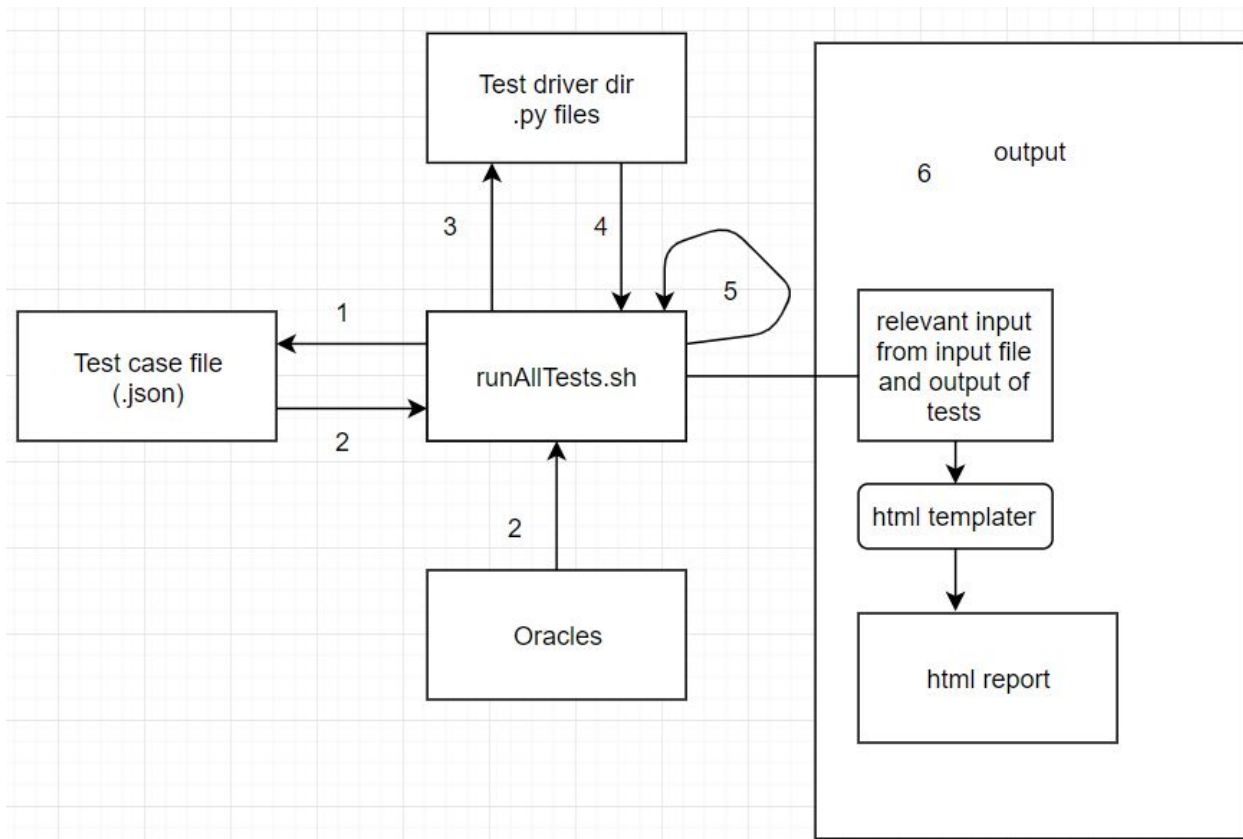 Test driver dir
.py files
output
6
3
4
5
1
relevant input
from input file
and output of
tests
Test case file
(.json)
runAllTests.sh
2
html templater
2
Oracles
html report